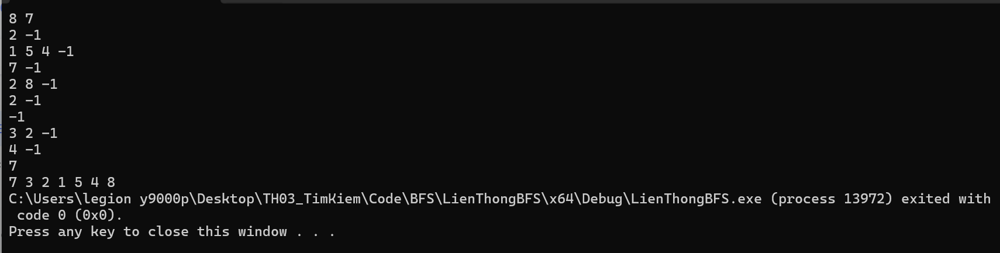 8 7
2 -1
1 5 4 -1
7 -1
2 8 -1
2 -1
-1
3 2 -1
4 -1
7
7 3 2 1 5 4 8
C:\Users\legion y9000p\Desktop\TH03_TimKiem\Code\BFS\LienThongBFS\x64\Debug\LienThongBFS.exe (process 13972) exited with
 code 0 (0x0).
Press any key to close this window . . .